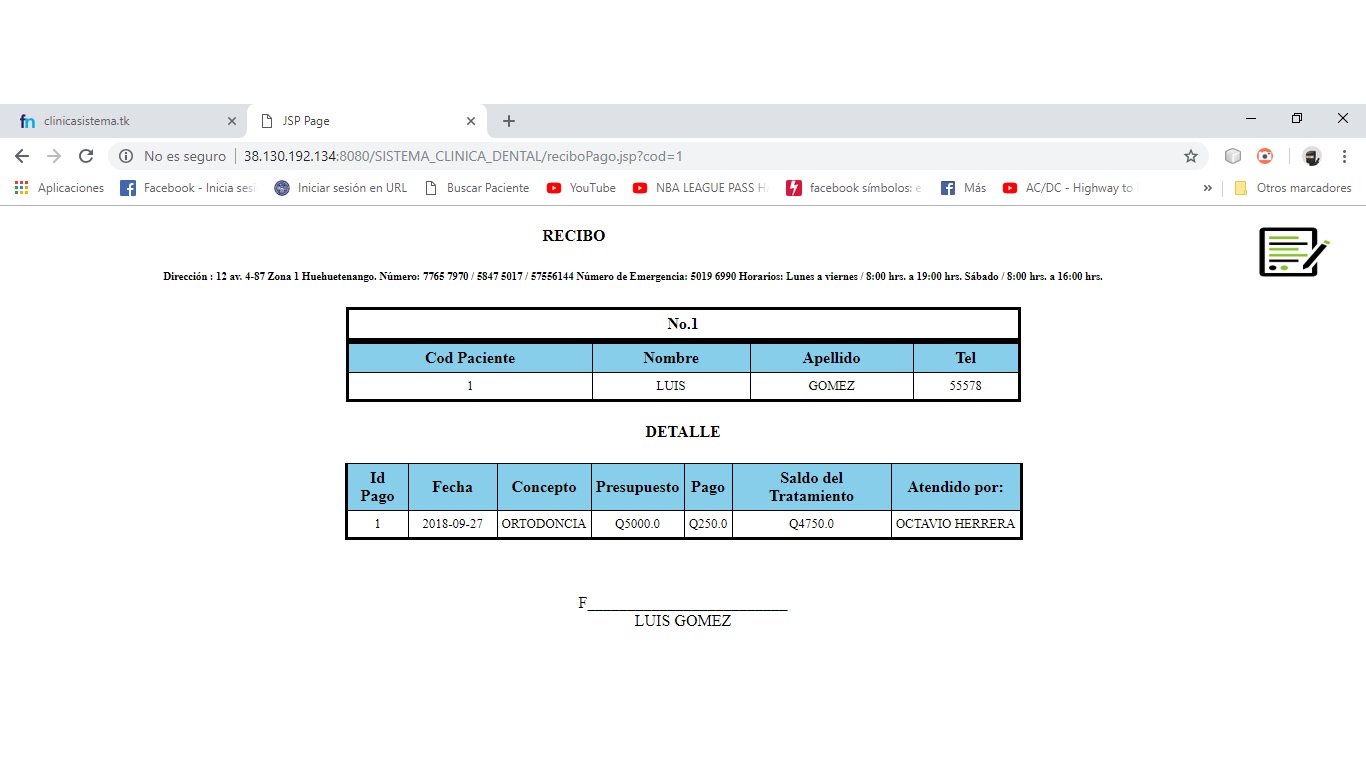 clinicasistema.tk
JSP Page
No es seguro 38.130.192.134:8080/SISTEMA_CLINICA_DENTAL/reciboPago.jsp?cod=1
Aplicaciones Facebook - Inicia sesi Iniciar sesión en URL Buscar Paciente YouTube NBA LEAGUE PASS H facebook símbolos: e Más AC/DC - Highway to » Otros marcadores
RECIBO
Dirección : 12 av. 4-87 Zona 1 Huehuetenango. Número: 7765 7970 / 5847 5017 / 57556144 Número de Emergencia: 5019 6990 Horarios: Lunes a viernes / 8:00 hrs. a 19:00 hrs. Sábado / 8:00 hrs. a 16:00 hrs.
No.1
Cod Paciente Nombre Apellido Tel
1 LUIS GOMEZ 55578
DETALLE
Id Pago Fecha Concepto Presupuesto Pago Saldo del Tratamiento Atendido por:
1 2018-09-27 ORTODONCIA Q5000.0 Q250.0 Q4750.0 OCTAVIO HERRERA
F_________________________
LUIS GOMEZ